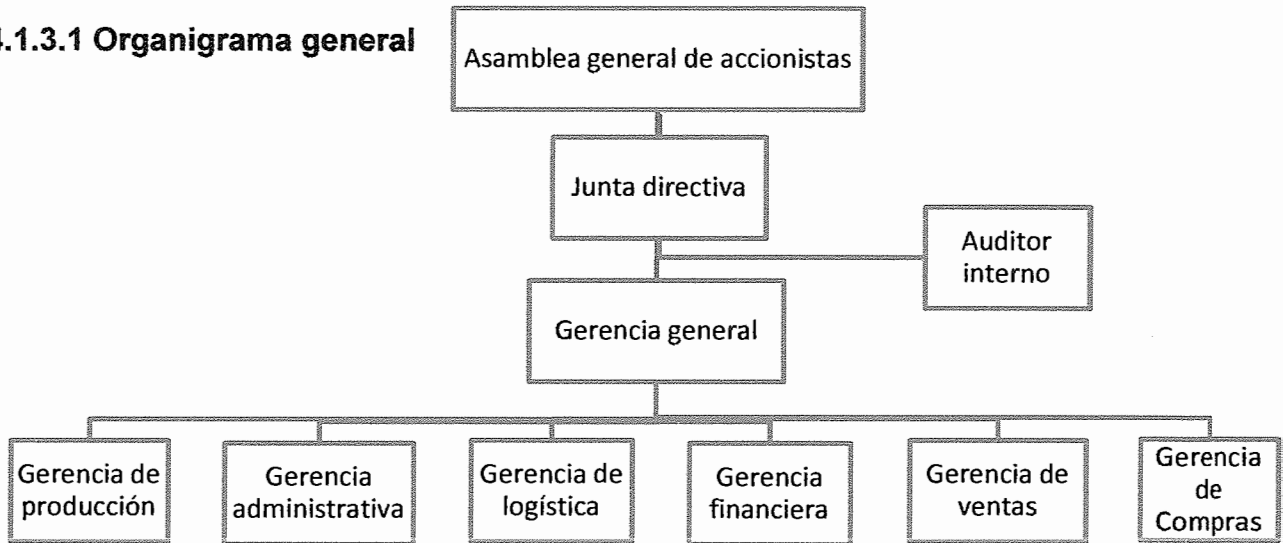 4.1.3.1 Organigrama general
Asamblea general de accionistas
Junta directiva
Auditor
interno
Gerencia general
Gerencia de
producción
Gerencia
administrativa
Gerencia de
logística
Gerencia
financiera
Gerencia de
ventas
Gerencia
de
Compras